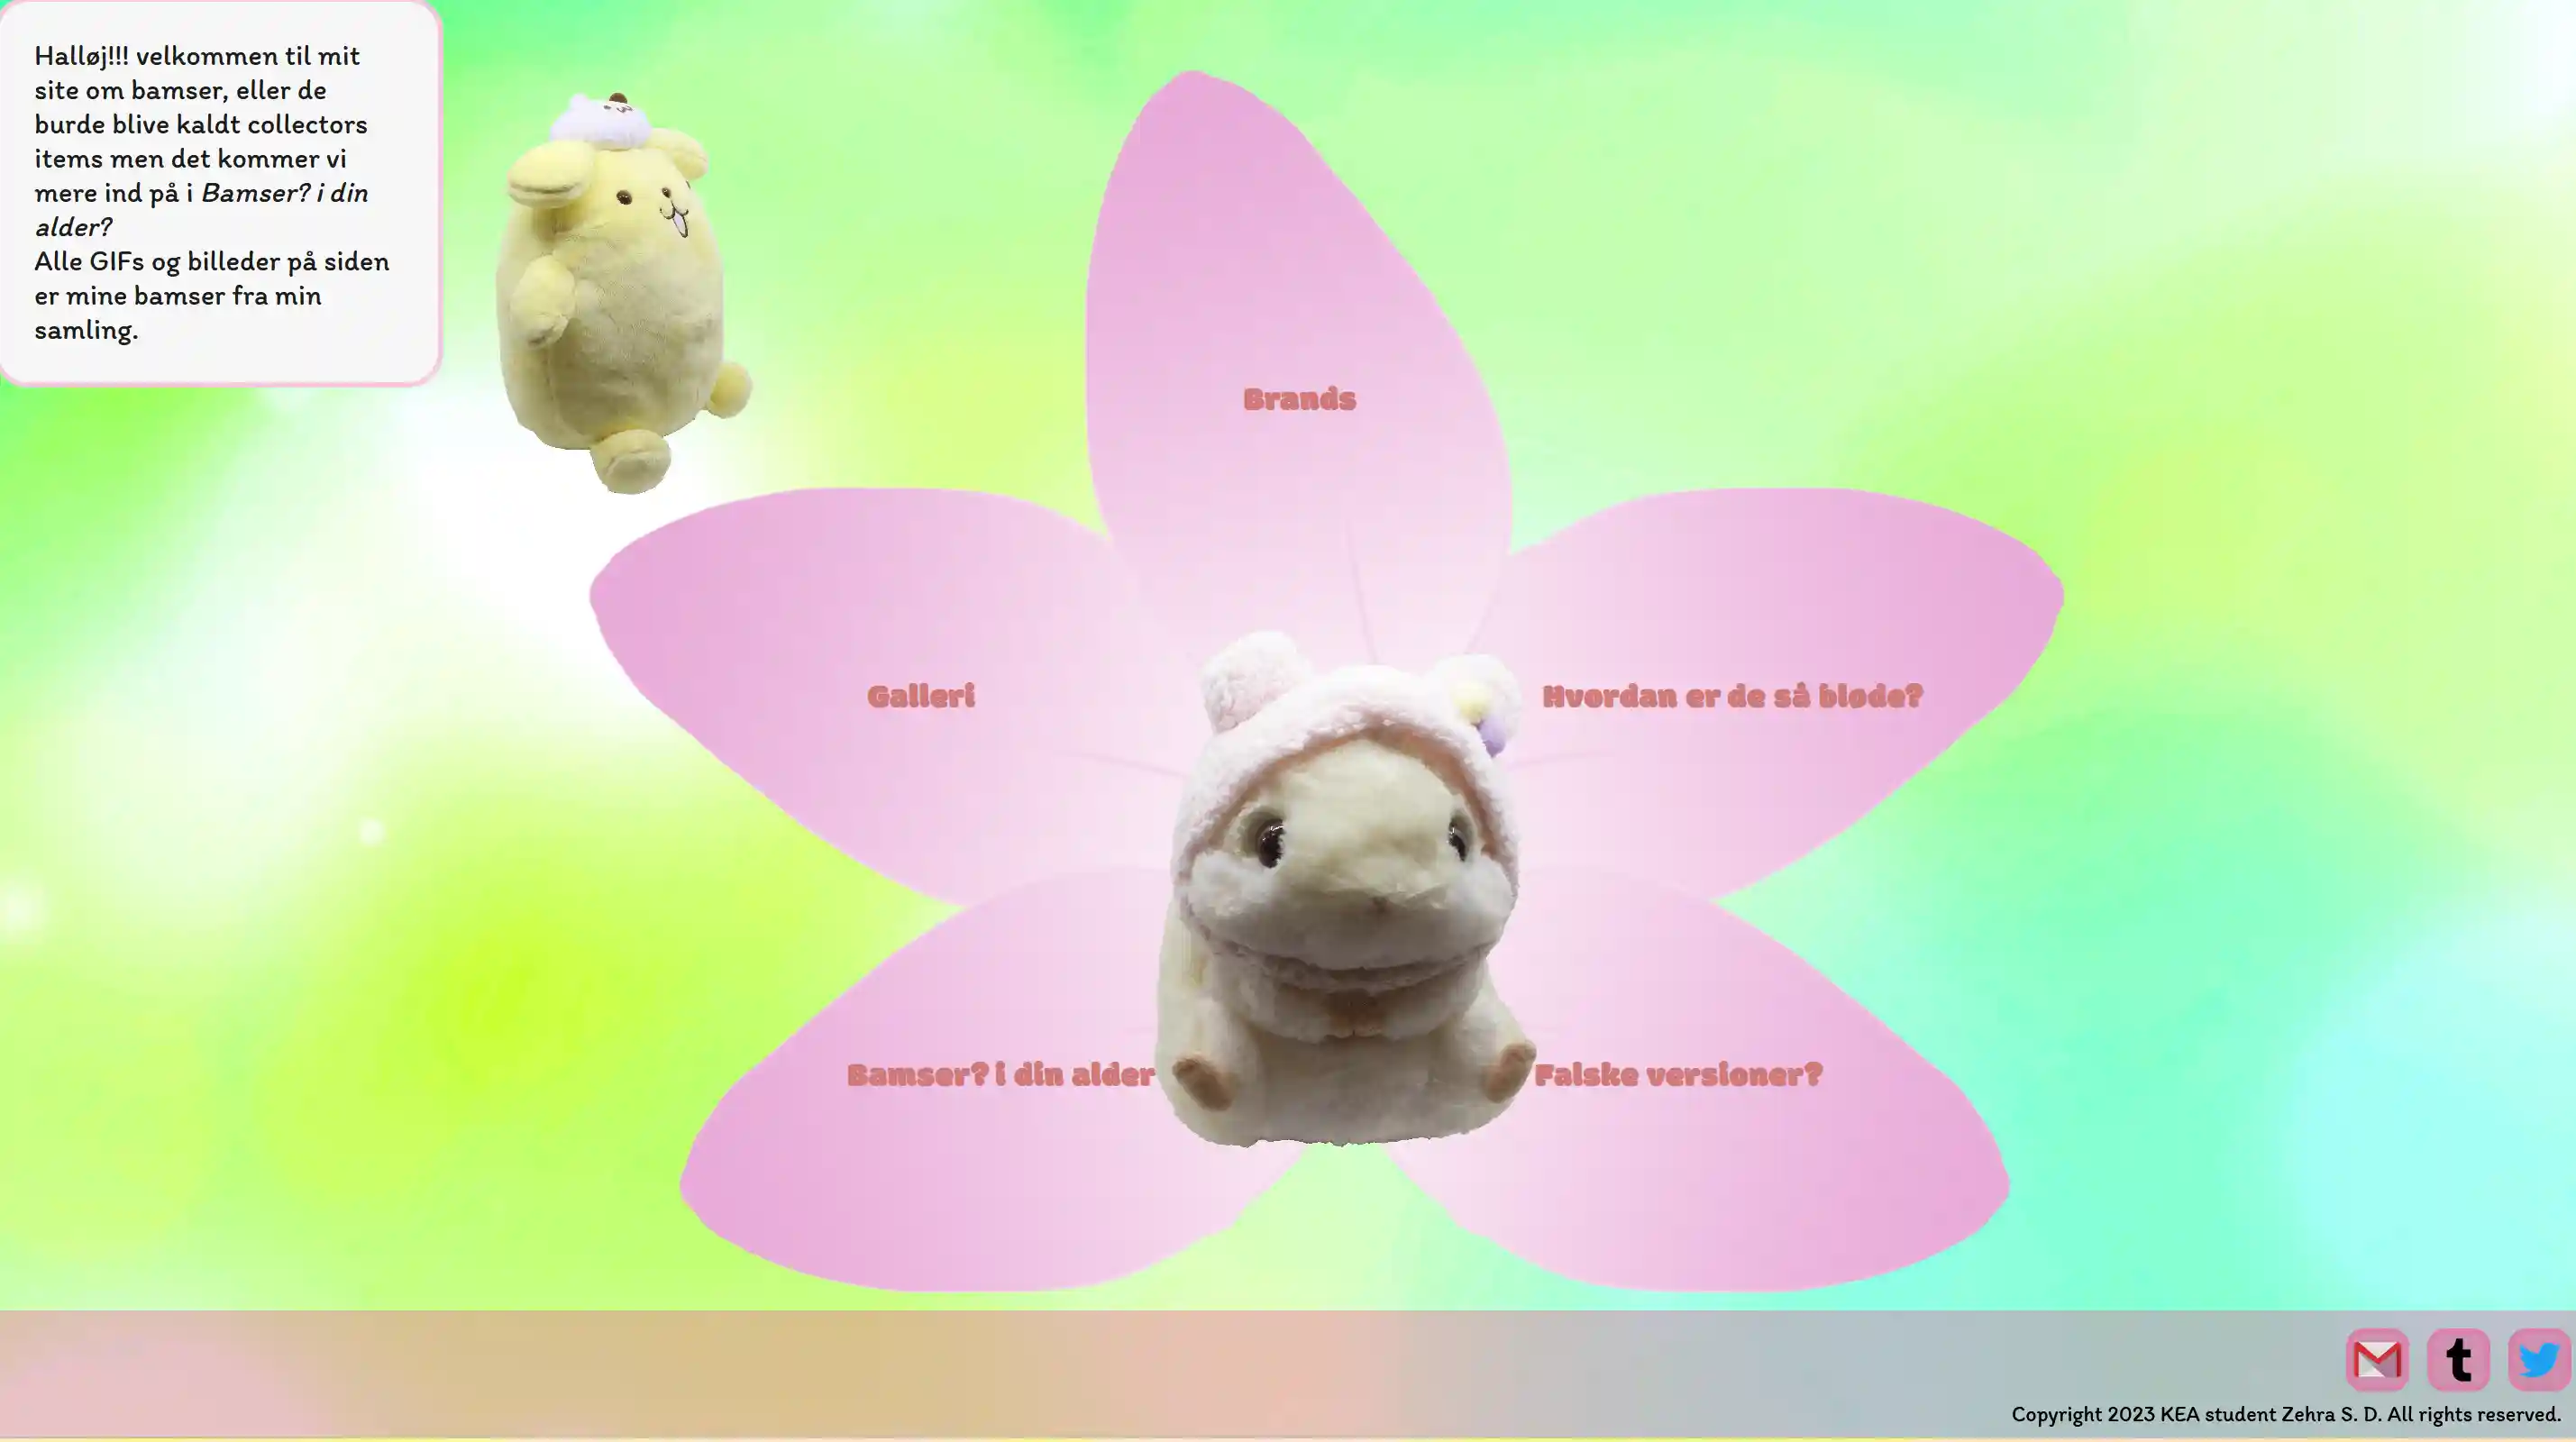 Halløj!!! velkommen til mit
site om bamser, eller de
burde blive kaldt collectors
items men det kommer vi
mere ind på i Bamser? i din
alder?
Alle GIFs og billeder på siden
er mine bamser fra min
samling.
Brands
Galleri
Hvordan er de så bløde?
Bamser? i din alder
Falske versioner?
t
Copyright 2023 KEA student Zehra S. D. All rights reserved.